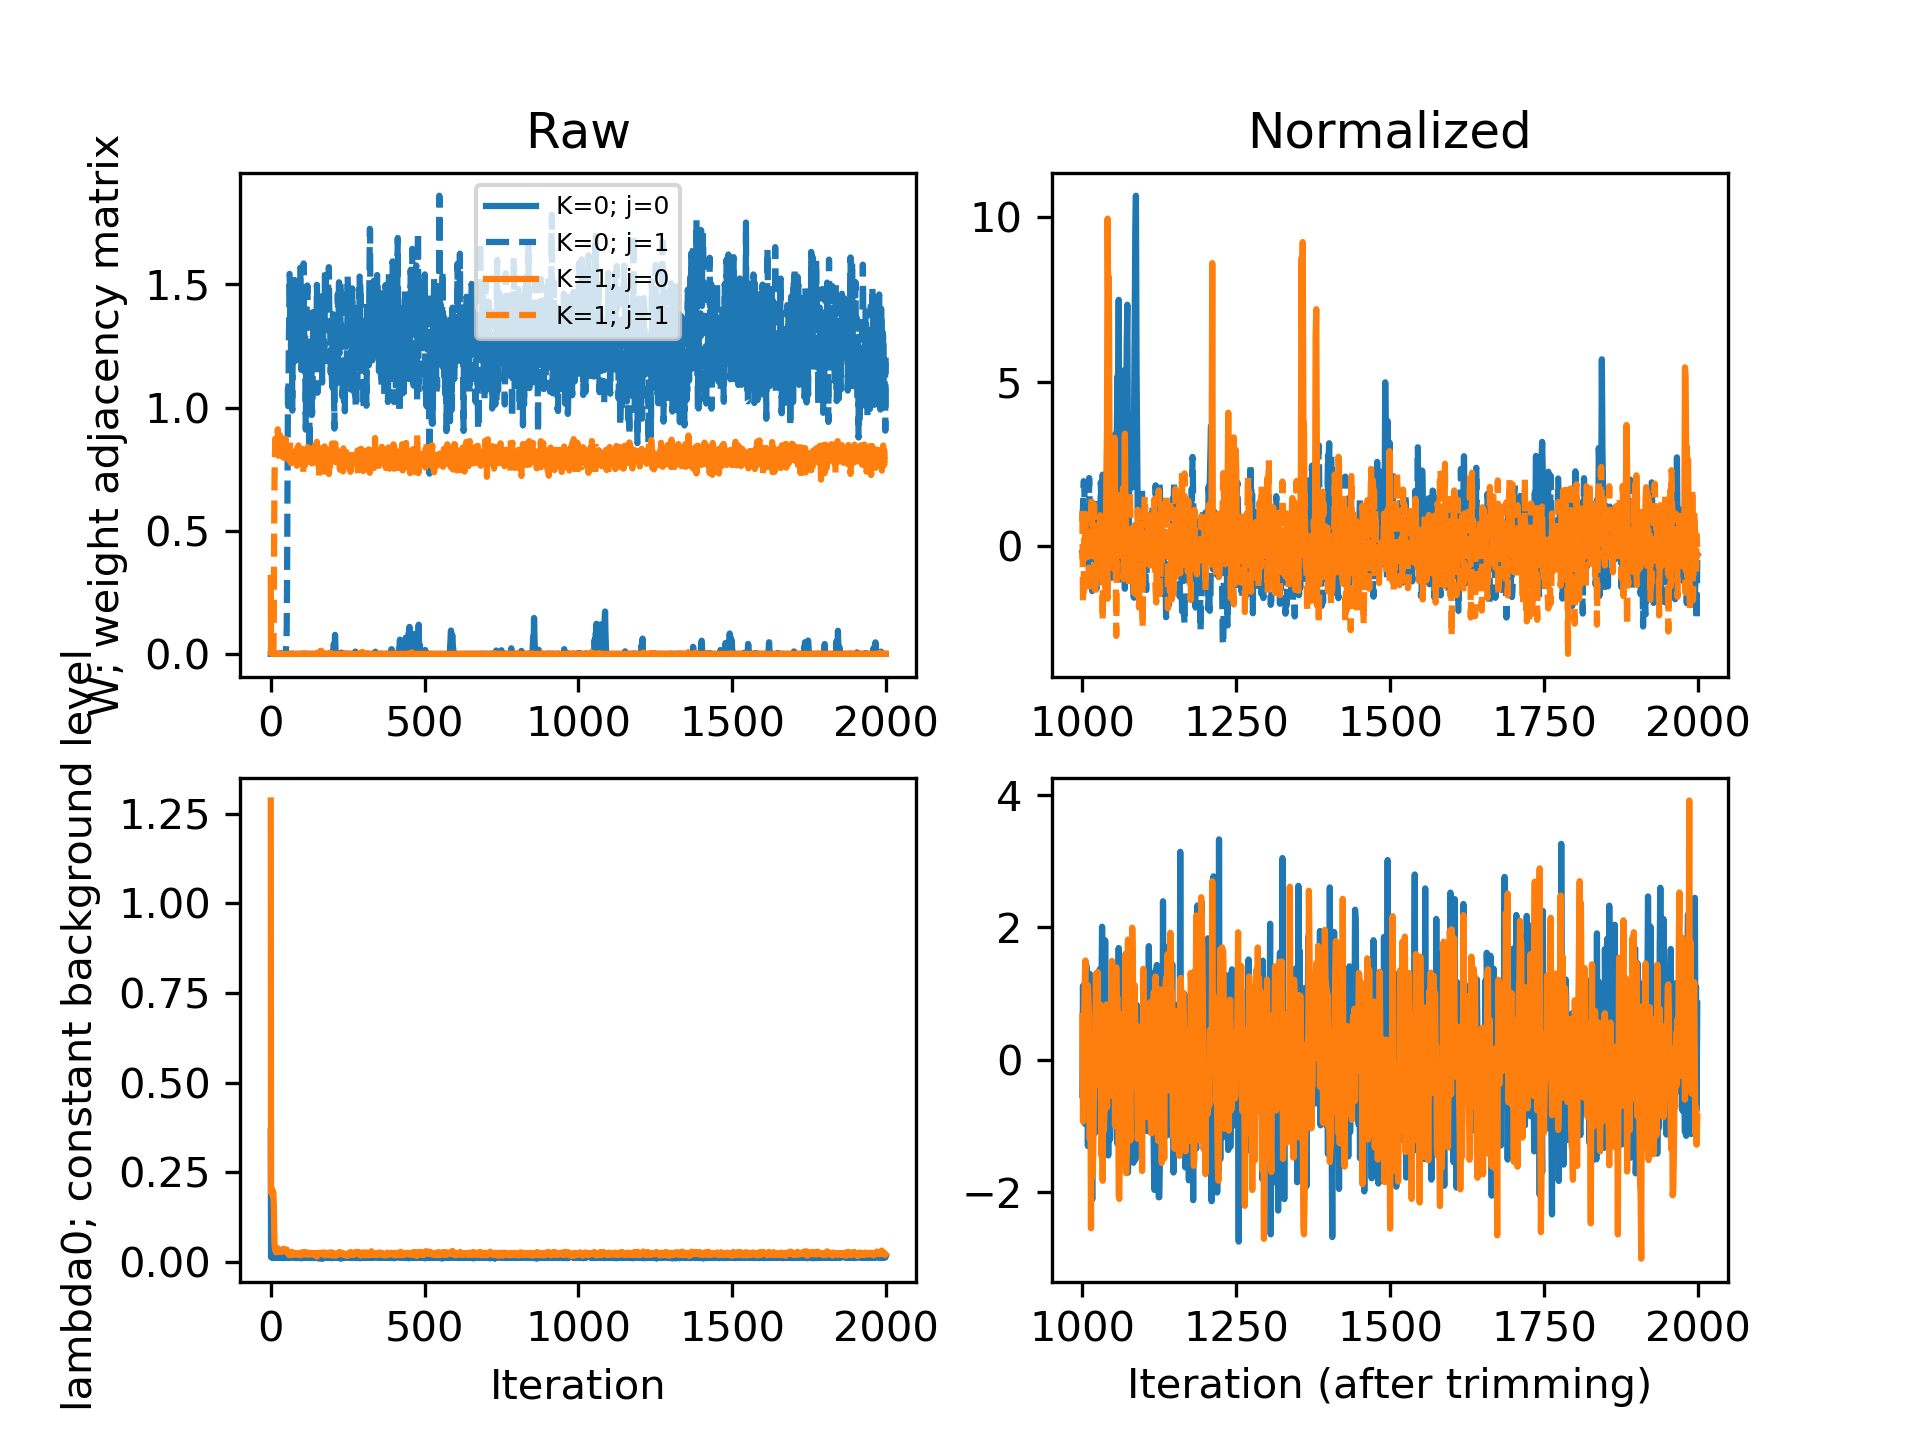 Raw
Normalized
W; weight adjacency matrix
1.5
1.0
0.5
0.0
K=0; j=0
K=0; j=1
K=1; j=0
K=1; j=1
0 500 1000 1500 2000
10
5
0
1000 1250 1500 1750 2000
lambda0; constant background level
1.25
1.00
0.75
0.50
0.25
0.00
0 500 1000 1500 2000
Iteration
4
2
0
−2
1000 1250 1500 1750 2000
Iteration (after trimming)